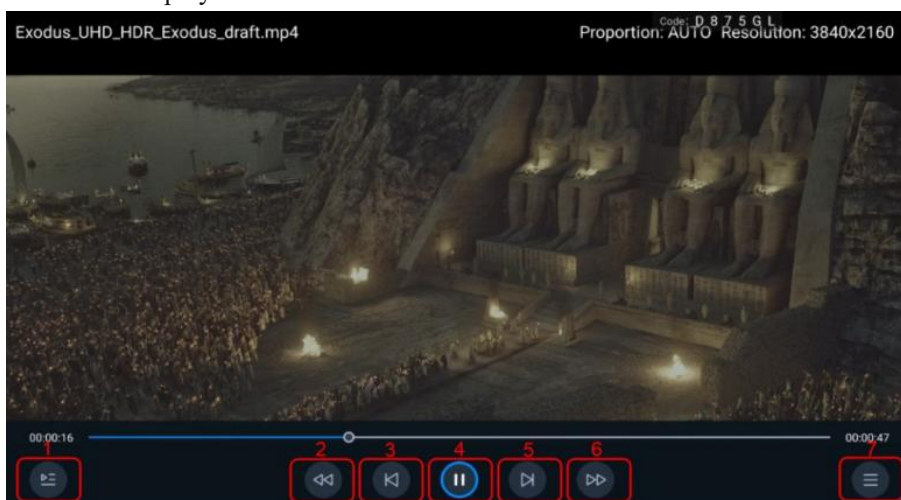 Exodus_UHD_HDR_Exodus_draft.mp4
Code: D 8 7 5 G L
Proportion: AUTO Resolution: 3840x2160
00:00:16
00:00:47
1 2 3 4 5 6 7